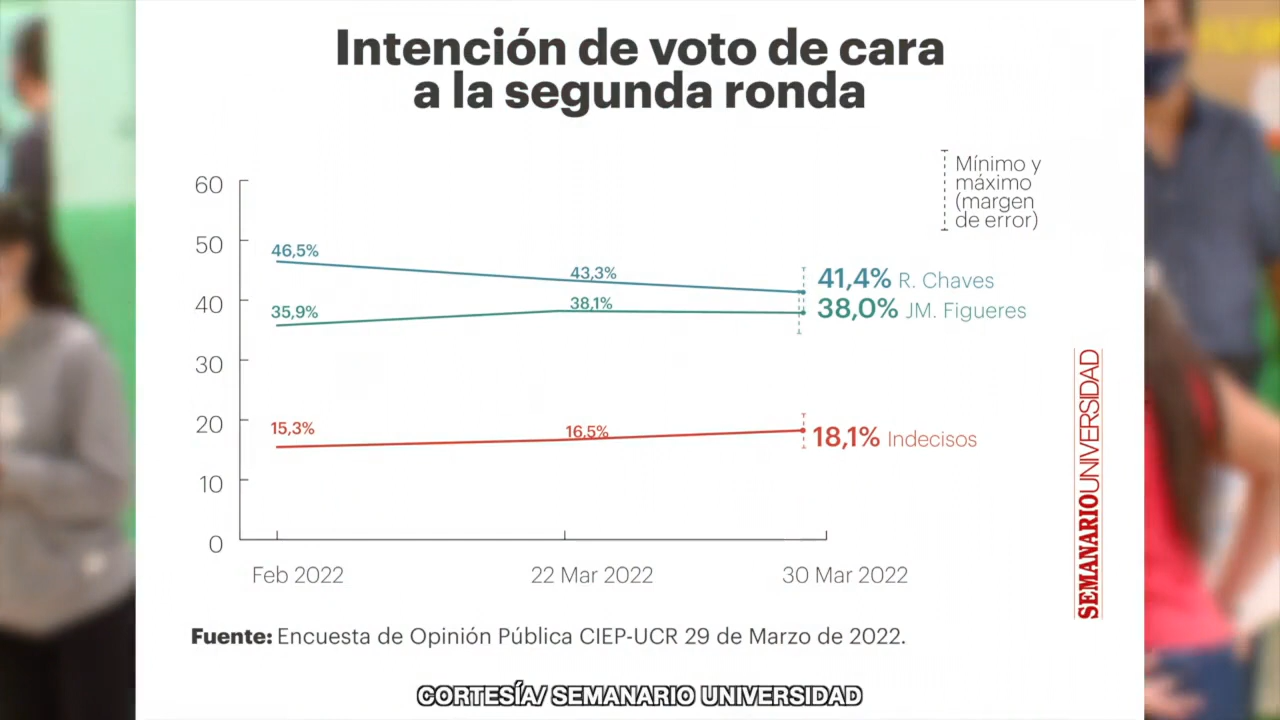 Intención de voto de cara
a la segunda ronda
Mínimo y
máximo
(margen
de error)
60
50
40
30
20
10
0
46,5%
43,3%
41,4% R. Chaves
35,9%
38,1%
38,0% JM. Figueres
15,3%
16,5%
18,1% Indecisos
Feb 2022
22 Mar 2022
30 Mar 2022
SEMANARIO UNIVERSIDAD
Fuente: Encuesta de Opinión Pública CIEP-UCR 29 de Marzo de 2022.
CORTESÍA/ SEMANARIO UNIVERSIDAD